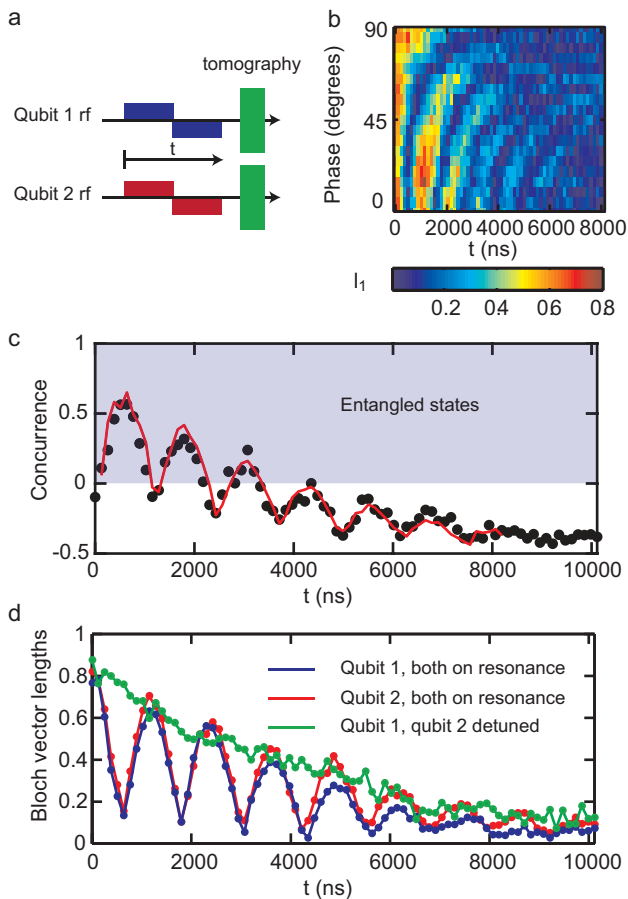 a
tomography
Qubit 1 rf
t
Qubit 2 rf
b
Phase (degrees)
90
45
0
0 2000 4000 6000 8000
t (ns)
I₁
0.2 0.4 0.6 0.8
c
Concurrence
1
0.5
0
-0.5
Entangled states
0 2000 4000 6000 8000 10000
t (ns)
d
Bloch vector lengths
1
0.8
0.6
0.4
0.2
0
Qubit 1, both on resonance
Qubit 2, both on resonance
Qubit 1, qubit 2 detuned
0 2000 4000 6000 8000 10000
t (ns)